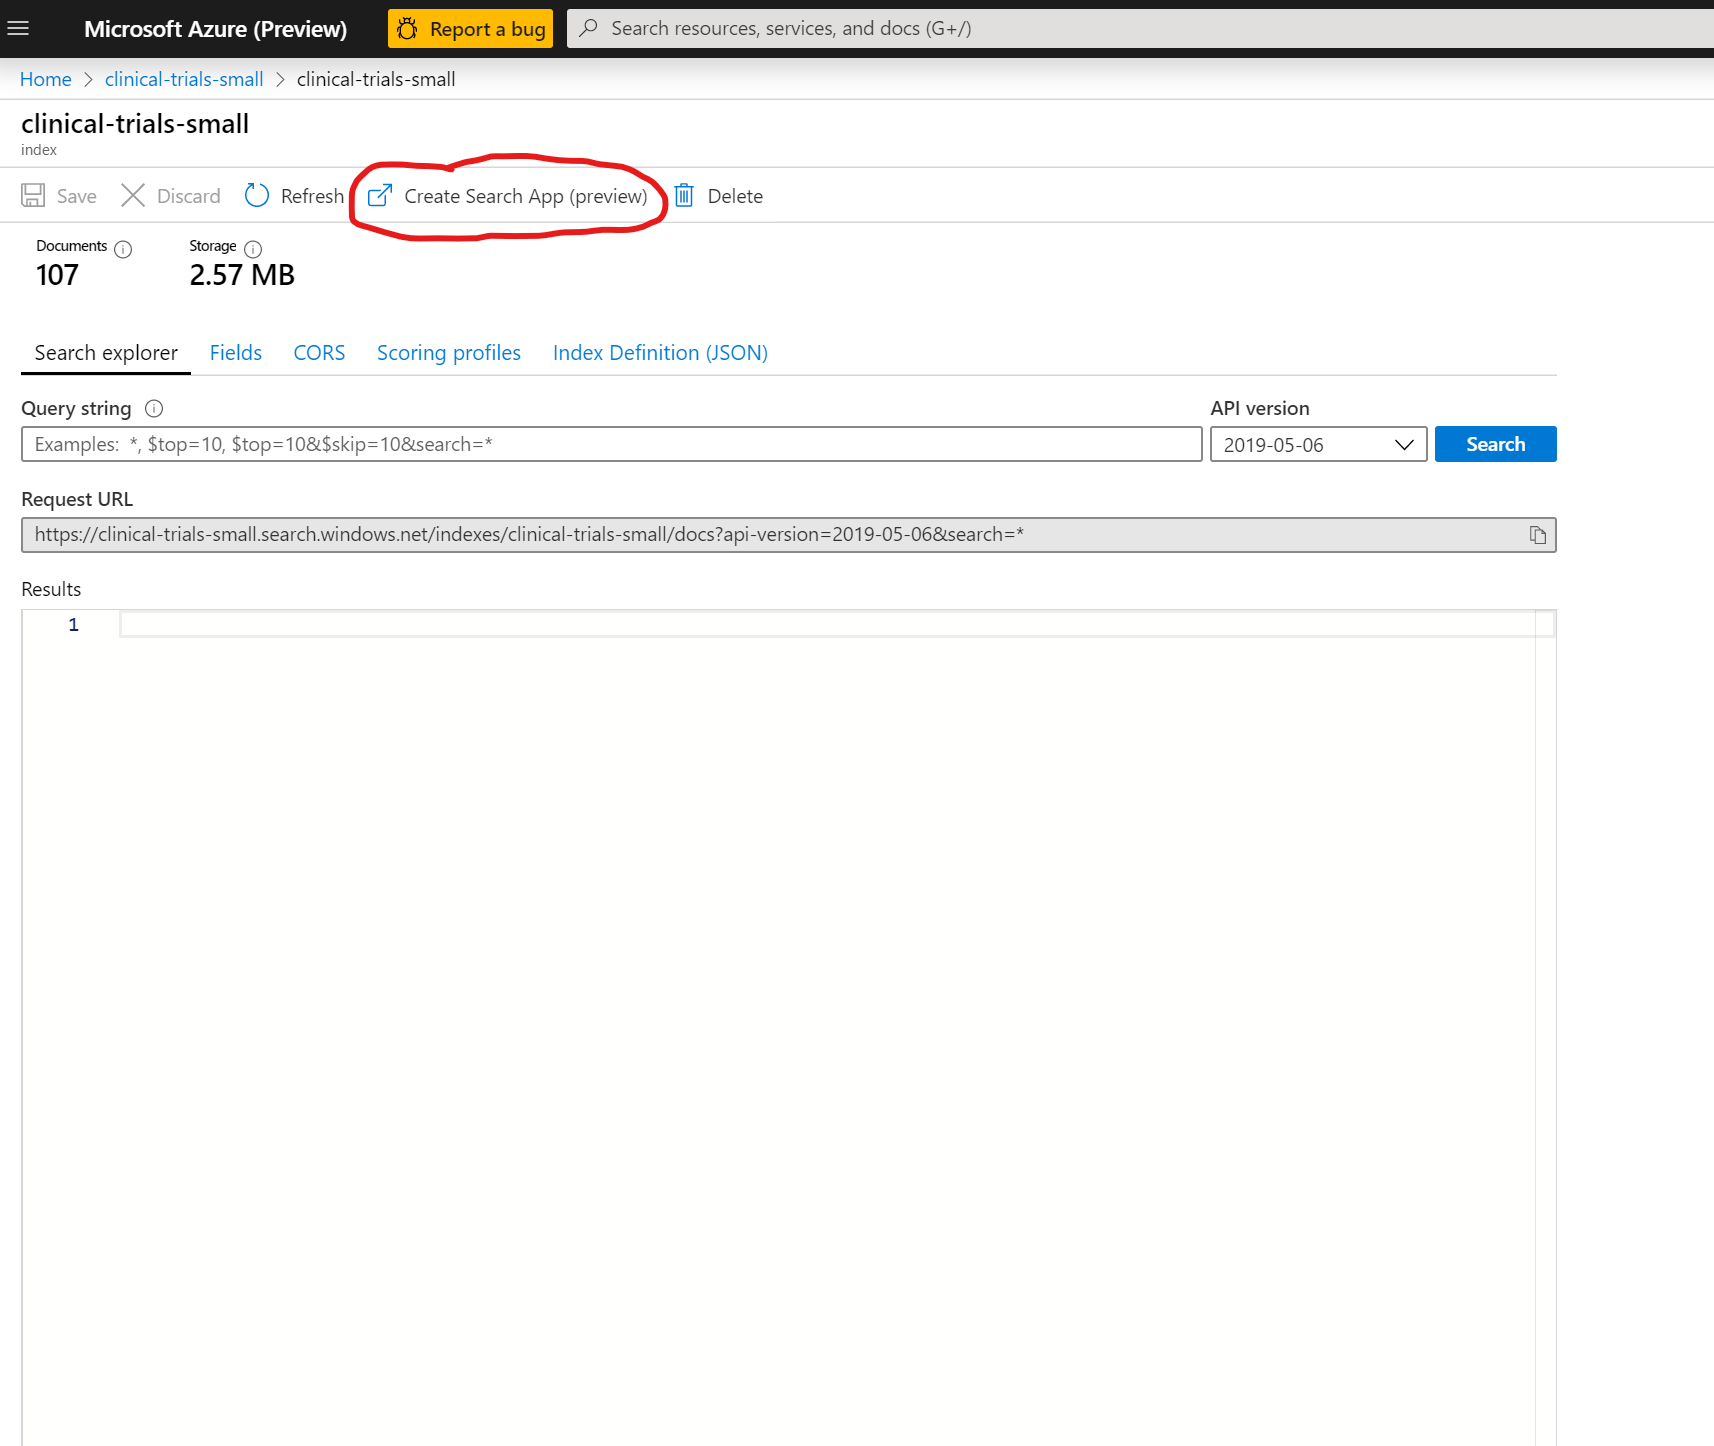 Microsoft Azure (Preview) Report a bug Search resources, services, and docs (G+/)
Home > clinical-trials-small > clinical-trials-small
clinical-trials-small
index
Save Discard Refresh Create Search App (preview) Delete
Documents Storage
107 2.57 MB
Search explorer Fields CORS Scoring profiles Index Definition (JSON)
Query string API version
Examples: *, $top=10, $top=10&$skip=10&search=* 2019-05-06 Search
Request URL
https://clinical-trials-small.search.windows.net/indexes/clinical-trials-small/docs?api-version=2019-05-06&search=*
Results
1